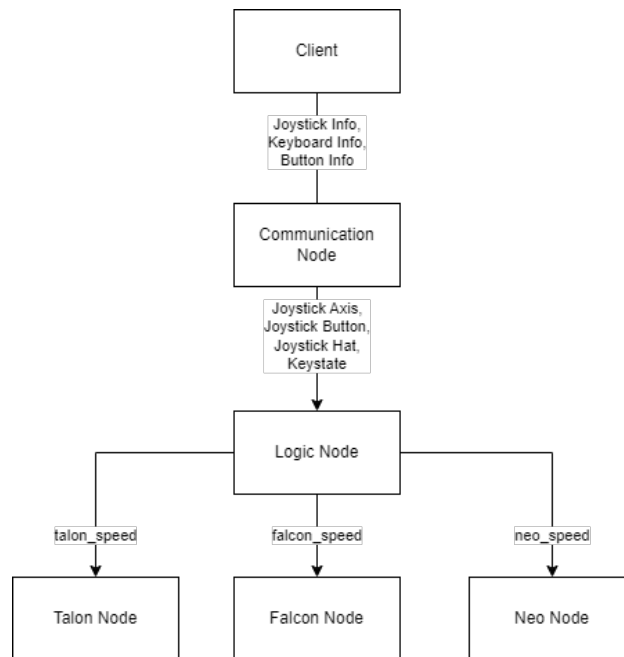 Client
Joystick Info,
Keyboard Info,
Button Info
Communication
Node
Joystick Axis,
Joystick Button,
Joystick Hat,
Keystate
Logic Node
talon_speed
falcon_speed
neo_speed
Talon Node
Falcon Node
Neo Node